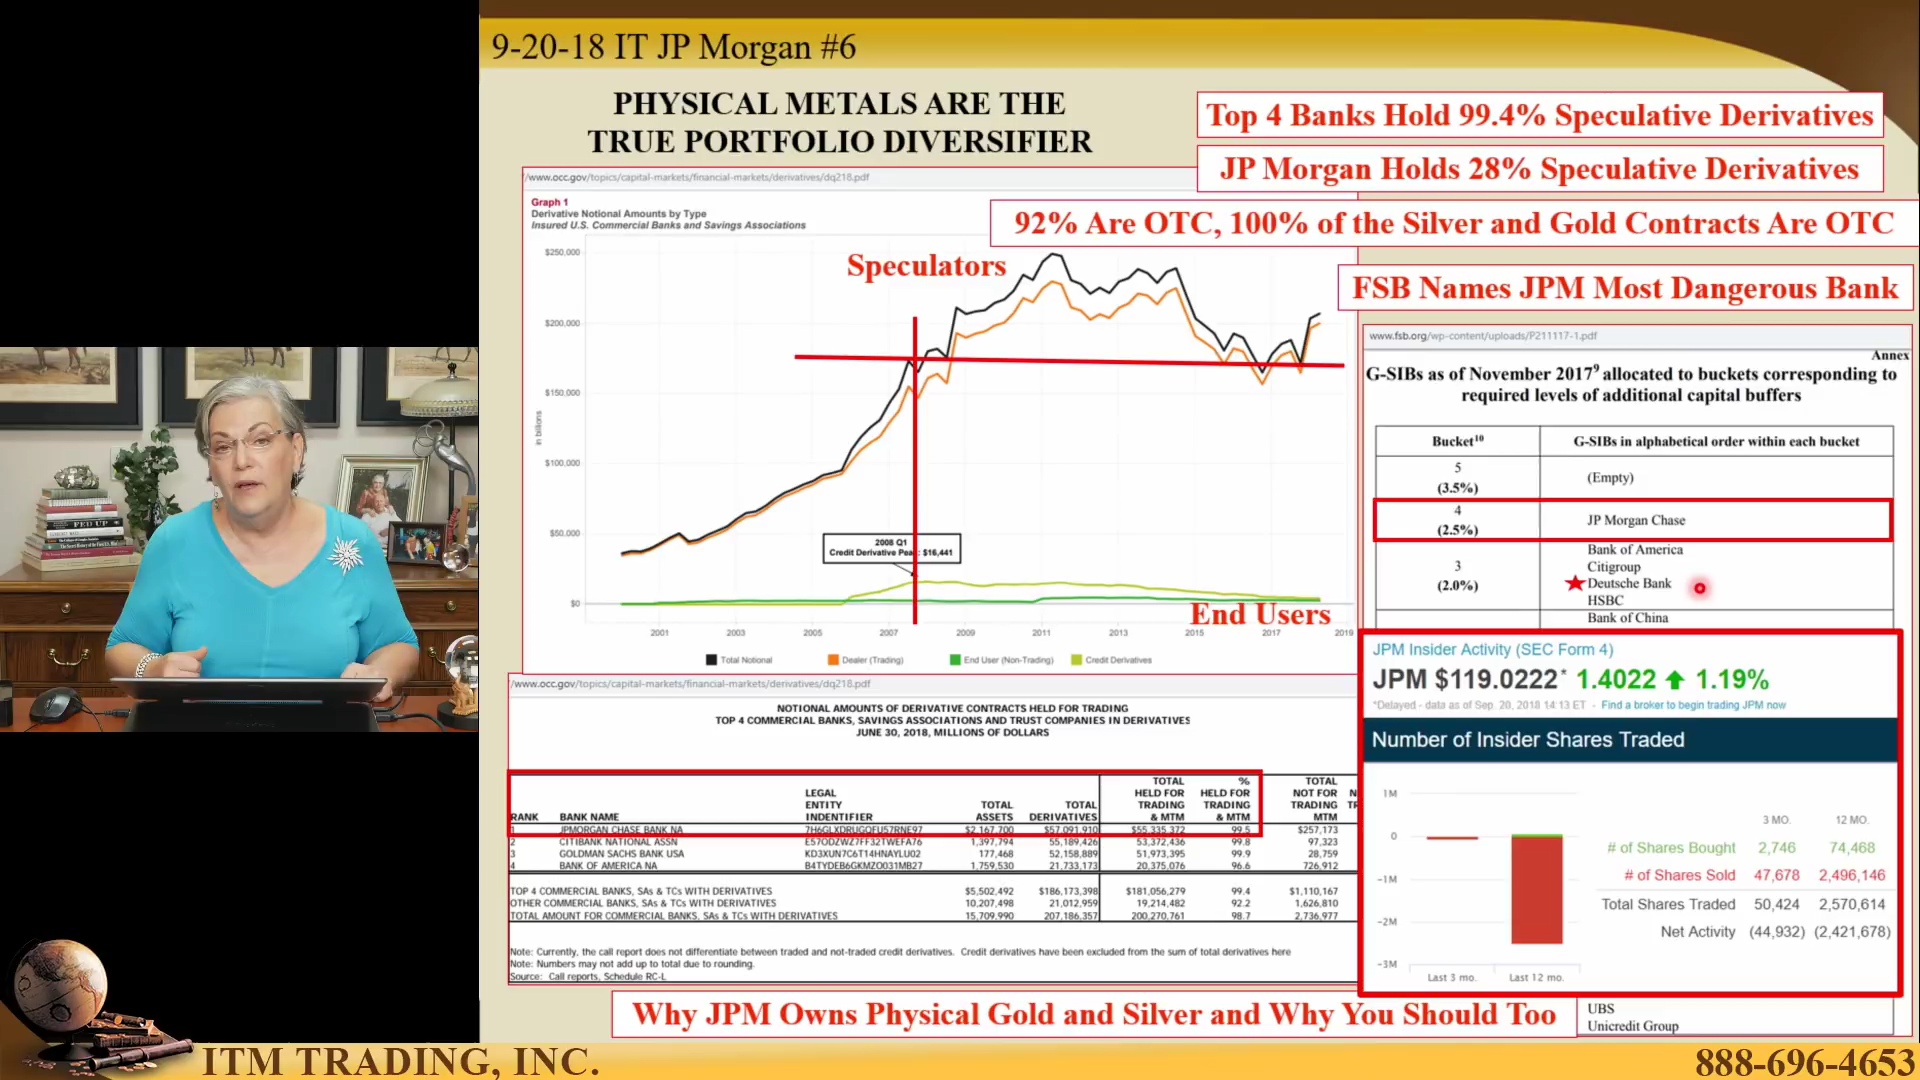 9-20-18 IT JP Morgan #6
PHYSICAL METALS ARE THE
TRUE PORTFOLIO DIVERSIFIER
Top 4 Banks Hold 99.4% Speculative Derivatives
JP Morgan Holds 28% Speculative Derivatives
92% Are OTC, 100% of the Silver and Gold Contracts Are OTC
FSB Names JPM Most Dangerous Bank
/www.occ.gov/topics/capital-markets/financial-markets/derivatives/dq218.pdf
Graph 1
Derivative Notional Amounts by Type
Insured U.S. Commercial Banks and Savings Associations
Speculators
$250,000
$200,000
$150,000
$100,000
$50,000
$0
in billions
2008 Q1
Credit Derivative Pea : $16,441
End Users
2001 2003 2005 2007 2009 2011 2013 2015 2017 2019
Total Notional Dealer (Trading) End User (Non-Trading) Credit Derivatives
/www.occ.gov/topics/capital-markets/financial-markets/derivatives/dq218.pdf
NOTIONAL AMOUNTS OF DERIVATIVE CONTRACTS HELD FOR TRADING
TOP 4 COMMERCIAL BANKS, SAVINGS ASSOCIATIONS AND TRUST COMPANIES IN DERIVATIVES
JUNE 30, 2018, MILLIONS OF DOLLARS
TOTAL % TOTAL
LEGAL HELD FOR HELD FOR NOT FOR N
ENTITY TOTAL TOTAL TRADING TRADING TRADING TR
RANK BANK NAME INDENTIFIER ASSETS DERIVATIVES & MTM & MTM MTM
1 JPMORGAN CHASE BANK NA 7H6GLXDRUGQFU57RNE97 $2,167,700 $57,091,910 $55,335,372 99.5 $257,173
2 CITIBANK NATIONAL ASSN E57ODZWZ7FF32TWEFA76 1,397,794 55,189,426 53,372,436 99.8 97,323
3 GOLDMAN SACHS BANK USA KD3XUN7C6T14HNAYLU02 177,468 52,158,889 51,973,395 99.9 28,759
4 BANK OF AMERICA NA B4TYDEB6GKMZO031MB27 1,759,530 21,733,173 20,375,076 96.6 726,912
TOP 4 COMMERCIAL BANKS, SAs & TCs WITH DERIVATIVES $5,502,492 $186,173,398 $181,056,279 99.4 $1,110,167
OTHER COMMERCIAL BANKS, SAs & TCs WITH DERIVATIVES 10,207,498 21,012,959 19,214,482 92.2 1,626,810
TOTAL AMOUNT FOR COMMERCIAL BANKS, SAs & TCs WITH DERIVATIVES 15,709,990 207,186,357 200,270,761 98.7 2,736,977
Note: Currently, the call report does not differentiate between traded and not-traded credit derivatives. Credit derivatives have been excluded from the sum of total derivatives here
Note: Numbers may not add up to total due to rounding.
Source: Call reports, Schedule RC-L
www.fsb.org/wp-content/uploads/P211117-1.pdf
Annex
G-SIBs as of November 2017⁹ allocated to buckets corresponding to
required levels of additional capital buffers
Bucket¹⁰ G-SIBs in alphabetical order within each bucket
5
(3.5%)
(Empty)
4
(2.5%)
JP Morgan Chase
3
(2.0%)
Bank of America
Citigroup
Deutsche Bank
HSBC
Bank of China
JPM Insider Activity (SEC Form 4)
JPM $119.0222* 1.4022 1.19%
*Delayed - data as of Sep. 20, 2018 14:13 ET - Find a broker to begin trading JPM now
Number of Insider Shares Traded
1M
0
-1M
-2M
-3M
Last 3 mo. Last 12 mo.
3 MO. 12 MO.
# of Shares Bought 2,746 74,468
# of Shares Sold 47,678 2,496,146
Total Shares Traded 50,424 2,570,614
Net Activity (44,932) (2,421,678)
UBS
Unicredit Group
Why JPM Owns Physical Gold and Silver and Why You Should Too
FED UP
ITM TRADING, INC.
888-696-4653